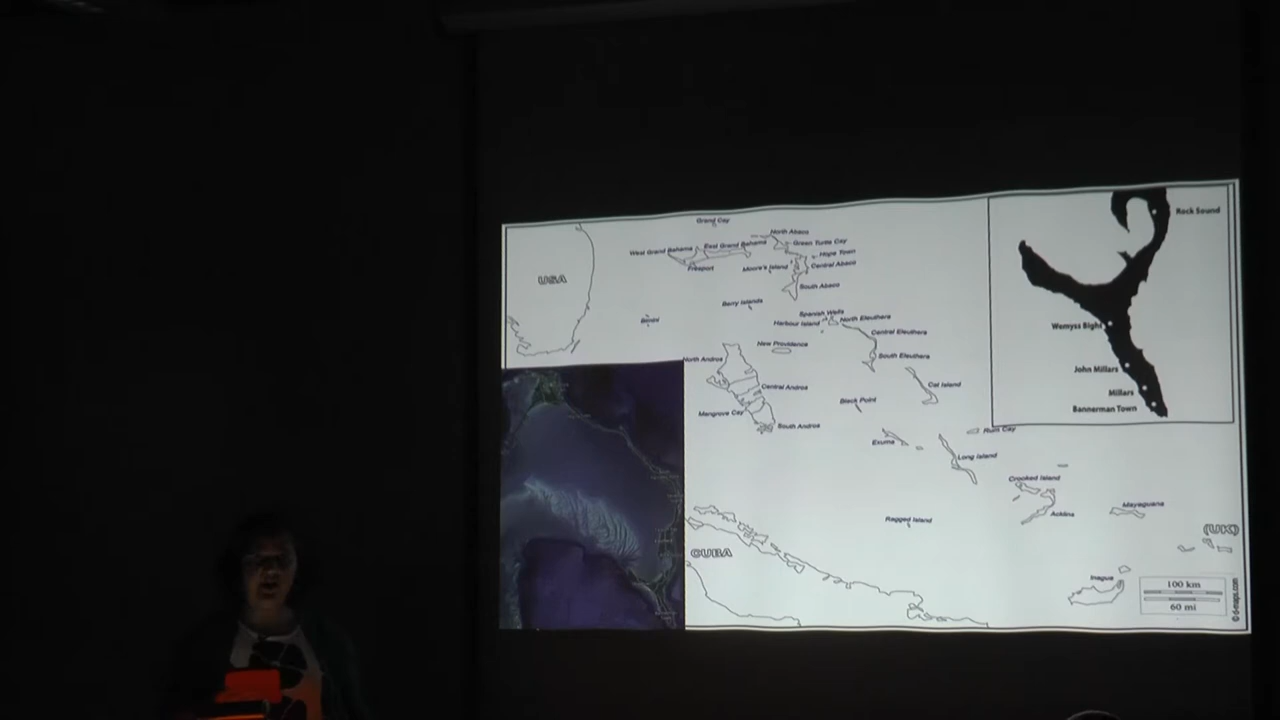 Grand Cay
North Abaco
West Grand Bahama
East Grand Bahama
Green Turtle Cay
Hope Town
Freeport
Moore's Island
Central Abaco
USA
South Abaco
Berry Islands
Bimini
Spanish Wells
Harbour Island
North Eleuthera
Central Eleuthera
New Providence
South Eleuthera
North Andros
Central Andros
Cat Island
Black Point
Mangrove Cay
South Andros
Exuma
Rum Cay
Long Island
Crooked Island
Acklins
Mayaguana
Ragged Island
(UK)
CUBA
Inagua
100 km
60 mi
© d-maps.com
Rock Sound
Wemyss Bight
John Millars
Millars
Bannerman Town